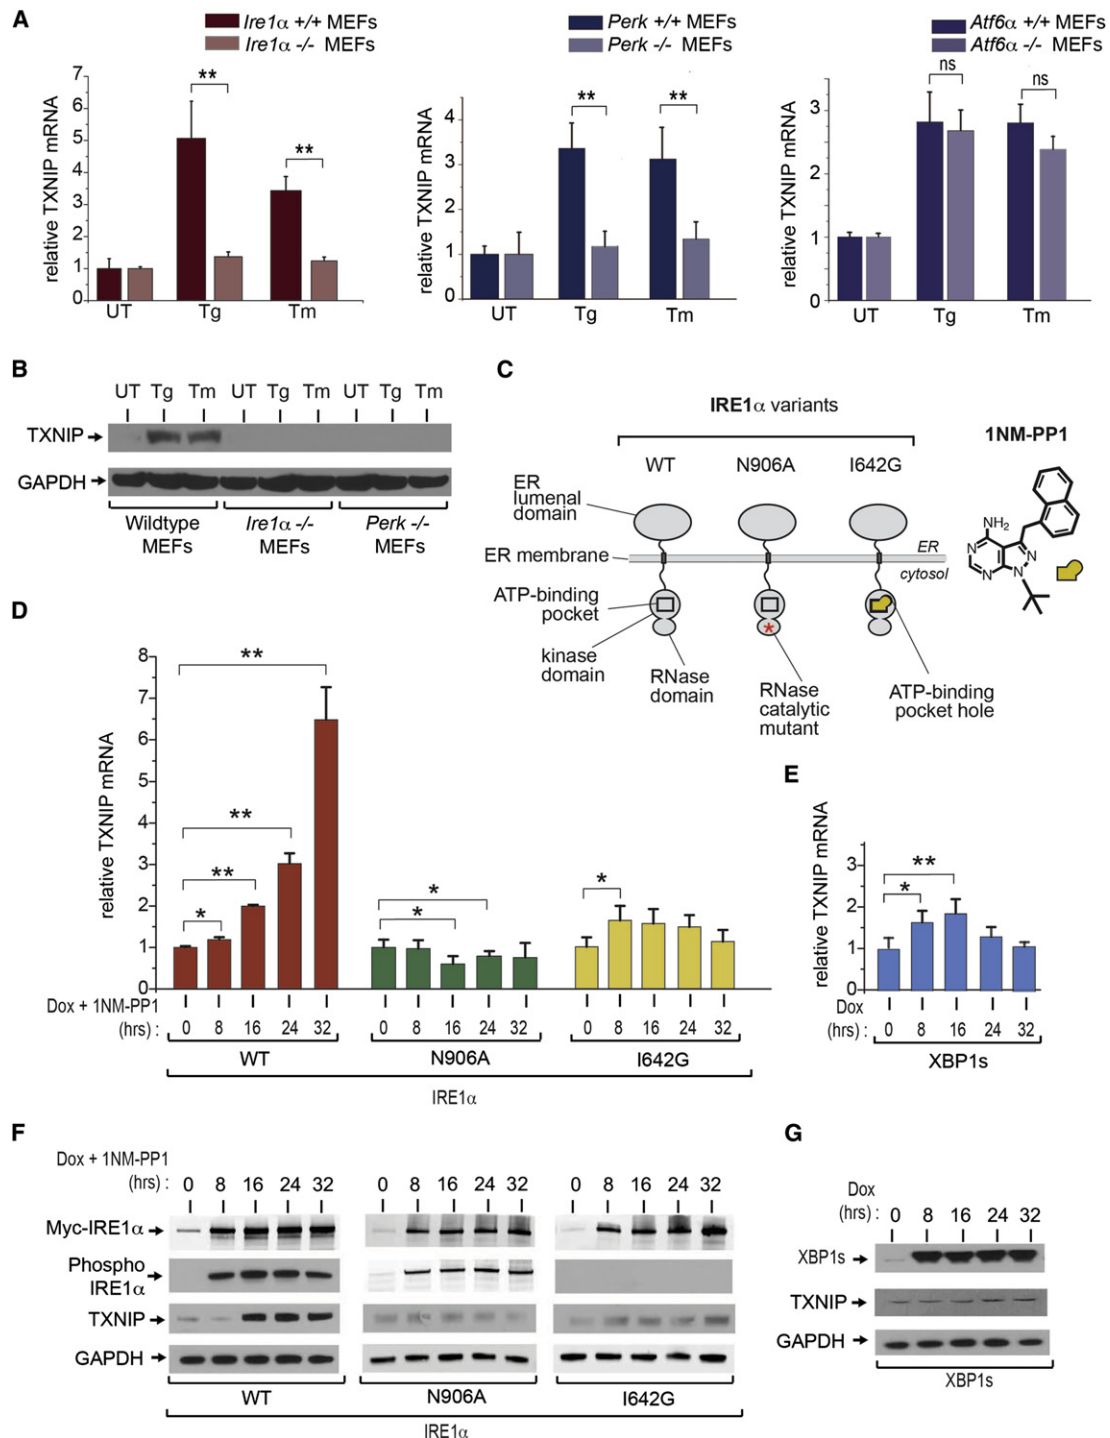 A
Ire1α +/+ MEFs
Ire1α -/- MEFs
Perk +/+ MEFs
Perk -/- MEFs
Atf6α +/+ MEFs
Atf6α -/- MEFs
relative TXNIP mRNA
7
6
5
4
3
2
1
0
**
**
UT Tg Tm
relative TXNIP mRNA
4
3
2
1
0
**
**
UT Tg Tm
relative TXNIP mRNA
3
2
1
0
ns
ns
UT Tg Tm
B
UT Tg Tm UT Tg Tm UT Tg Tm
TXNIP
GAPDH
Wildtype MEFs
Ire1α -/- MEFs
Perk -/- MEFs
C
IRE1α variants
WT N906A I642G
1NM-PP1
ER lumenal domain
ER membrane
ER
cytosol
ATP-binding pocket
kinase domain
RNase domain
*
RNase catalytic mutant
ATP-binding pocket hole
NH2
N
N
N
N
N
D
relative TXNIP mRNA
8
7
6
5
4
3
2
1
0
**
**
**
*
*
*
*
Dox + 1NM-PP1
(hrs) : 0 8 16 24 32 0 8 16 24 32 0 8 16 24 32
WT N906A I642G
IRE1α
E
relative TXNIP mRNA
3
2
1
0
**
*
Dox
(hrs) : 0 8 16 24 32
XBP1s
F
Dox + 1NM-PP1
(hrs) : 0 8 16 24 32 0 8 16 24 32 0 8 16 24 32
Myc-IRE1α
Phospho IRE1α
TXNIP
GAPDH
WT N906A I642G
IRE1α
G
Dox
(hrs) : 0 8 16 24 32
XBP1s
TXNIP
GAPDH
XBP1s